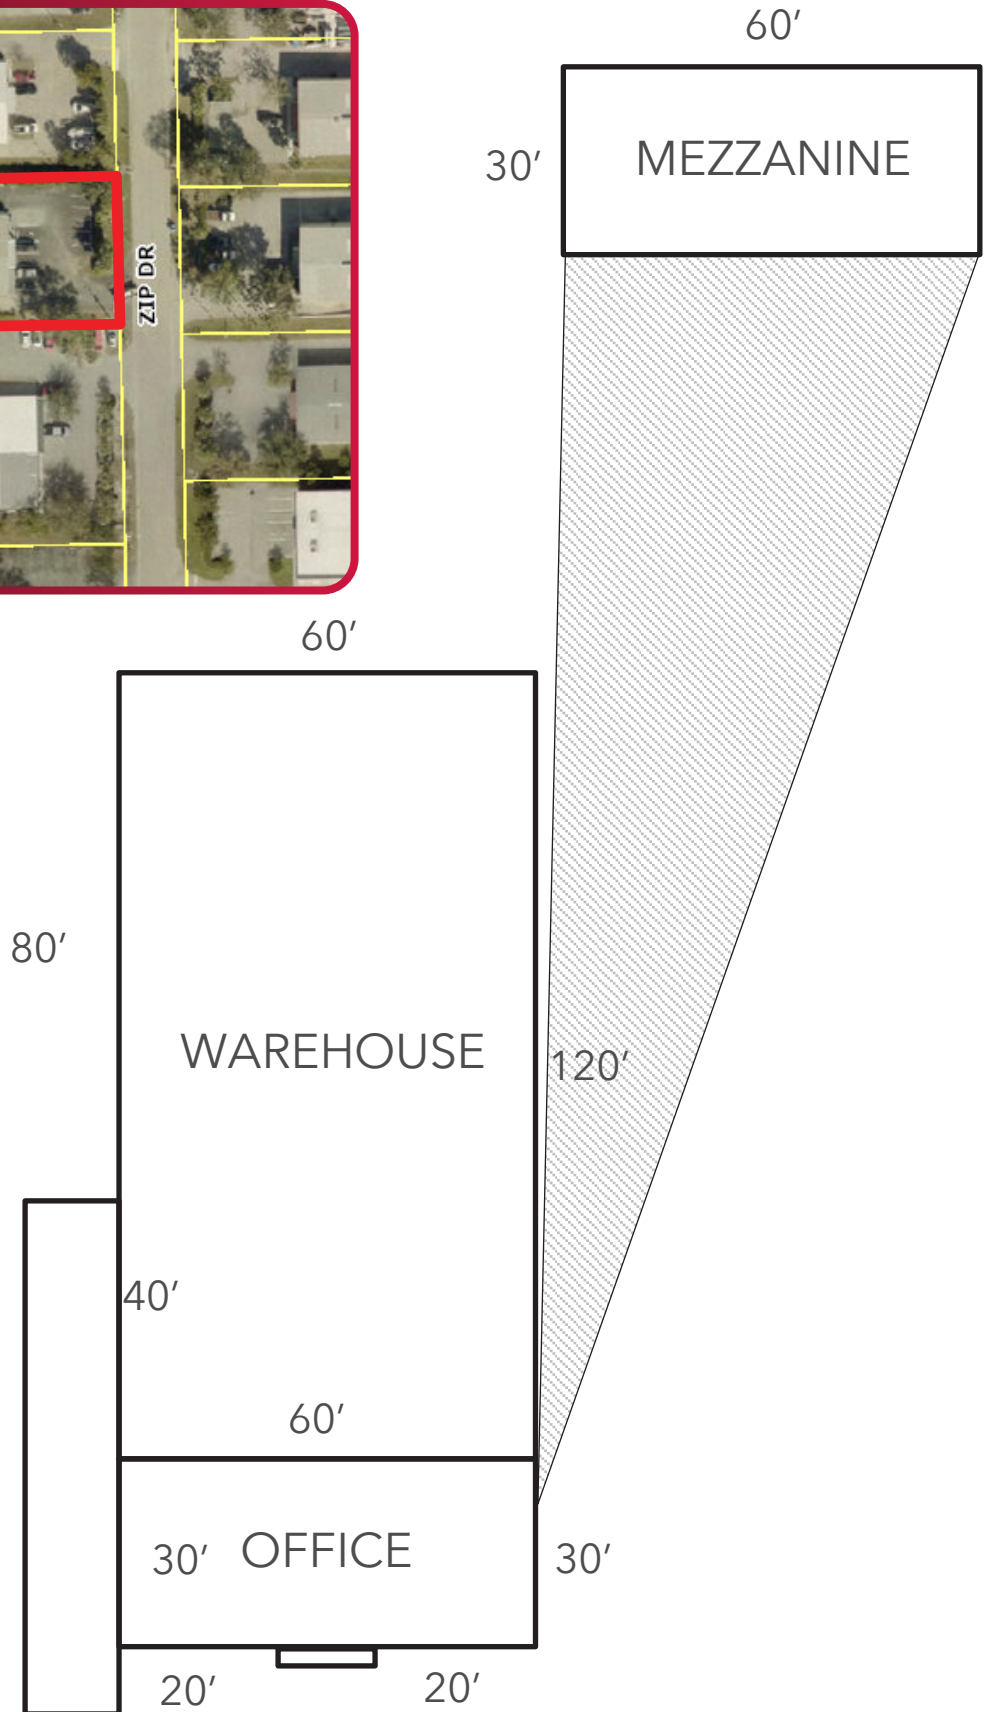 60′
MEZZANINE
30′
ZIP DR
60′
80′
WAREHOUSE
120′
40′
60′
30′
OFFICE
30′
20′
20′